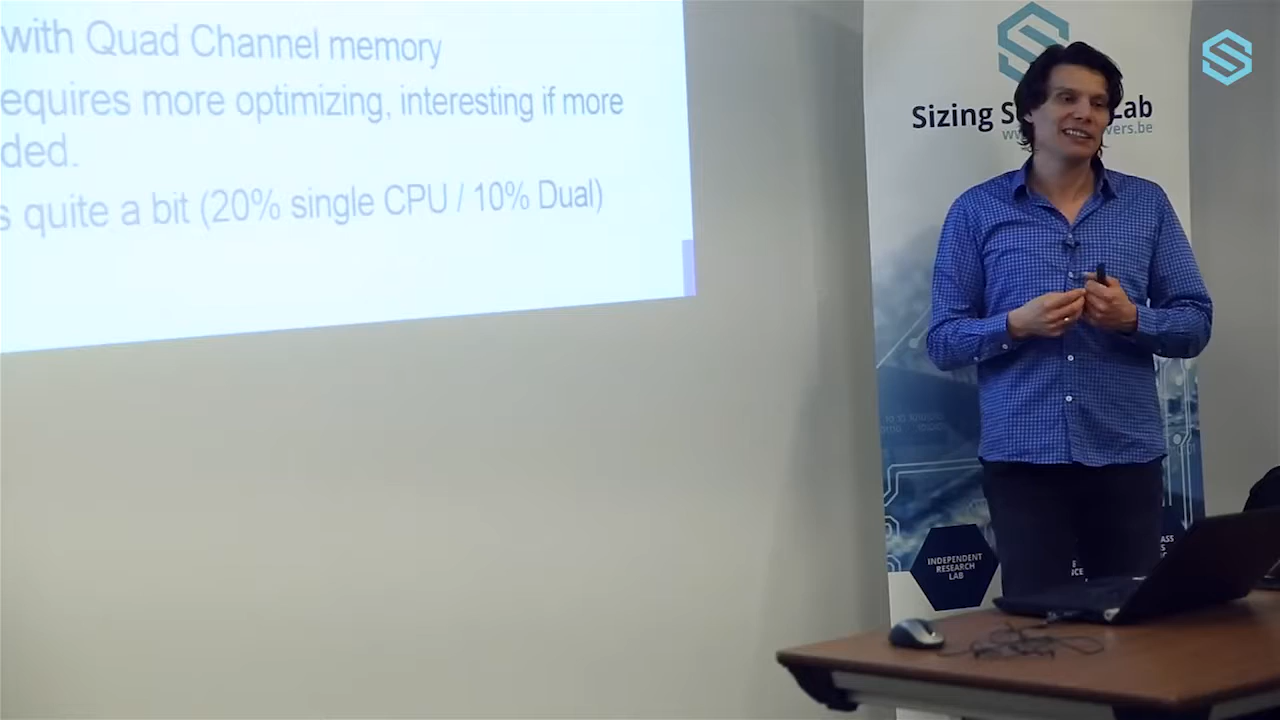 with Quad Channel memory
equires more optimizing, interesting if more
ded.
s quite a bit (20% single CPU / 10% Dual)
Sizing S Lab
www vers.be
INDEPENDENT
RESEARCH
LAB